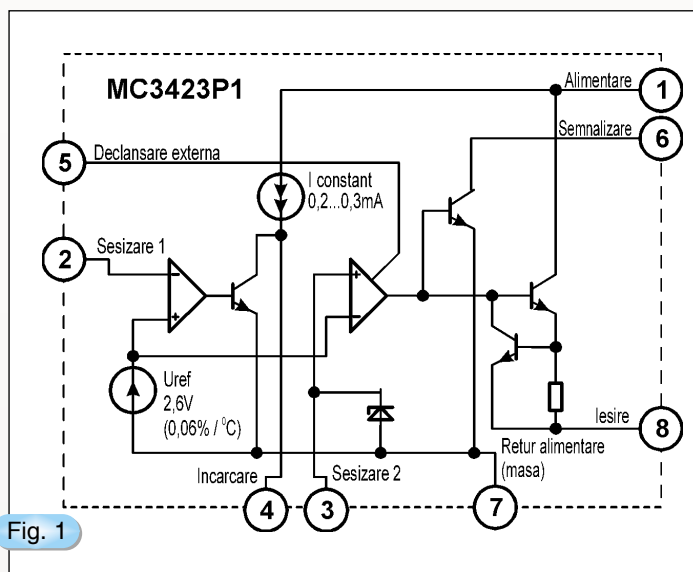 MC3423P1
Alimentare
1
Semnalizare
6
5
Declansare externa
I constant
0,2...0,3mA
2
Sesizare 1
Uref
2,6V
(0,06% / ⁰C)
Iesire
8
Retur alimentare
(masa)
Incarcare
Sesizare 2
4
3
7
Fig. 1